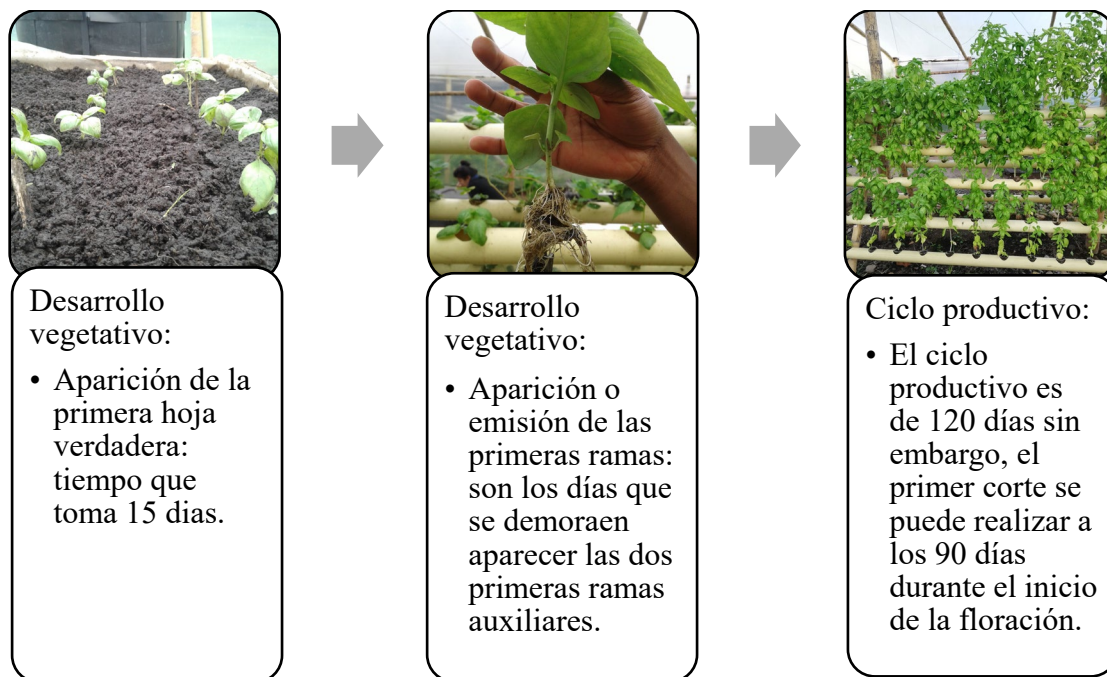 Desarrollo
vegetativo:
• Aparición de la
primera hoja
verdadera:
tiempo que
toma 15 dias.
Desarrollo
vegetativo:
• Aparición o
emisión de las
primeras ramas:
son los días que
se demoraen
aparecer las dos
primeras ramas
auxiliares.
Ciclo productivo:
• El ciclo
productivo es
de 120 días sin
embargo, el
primer corte se
puede realizar a
los 90 días
durante el inicio
de la floración.